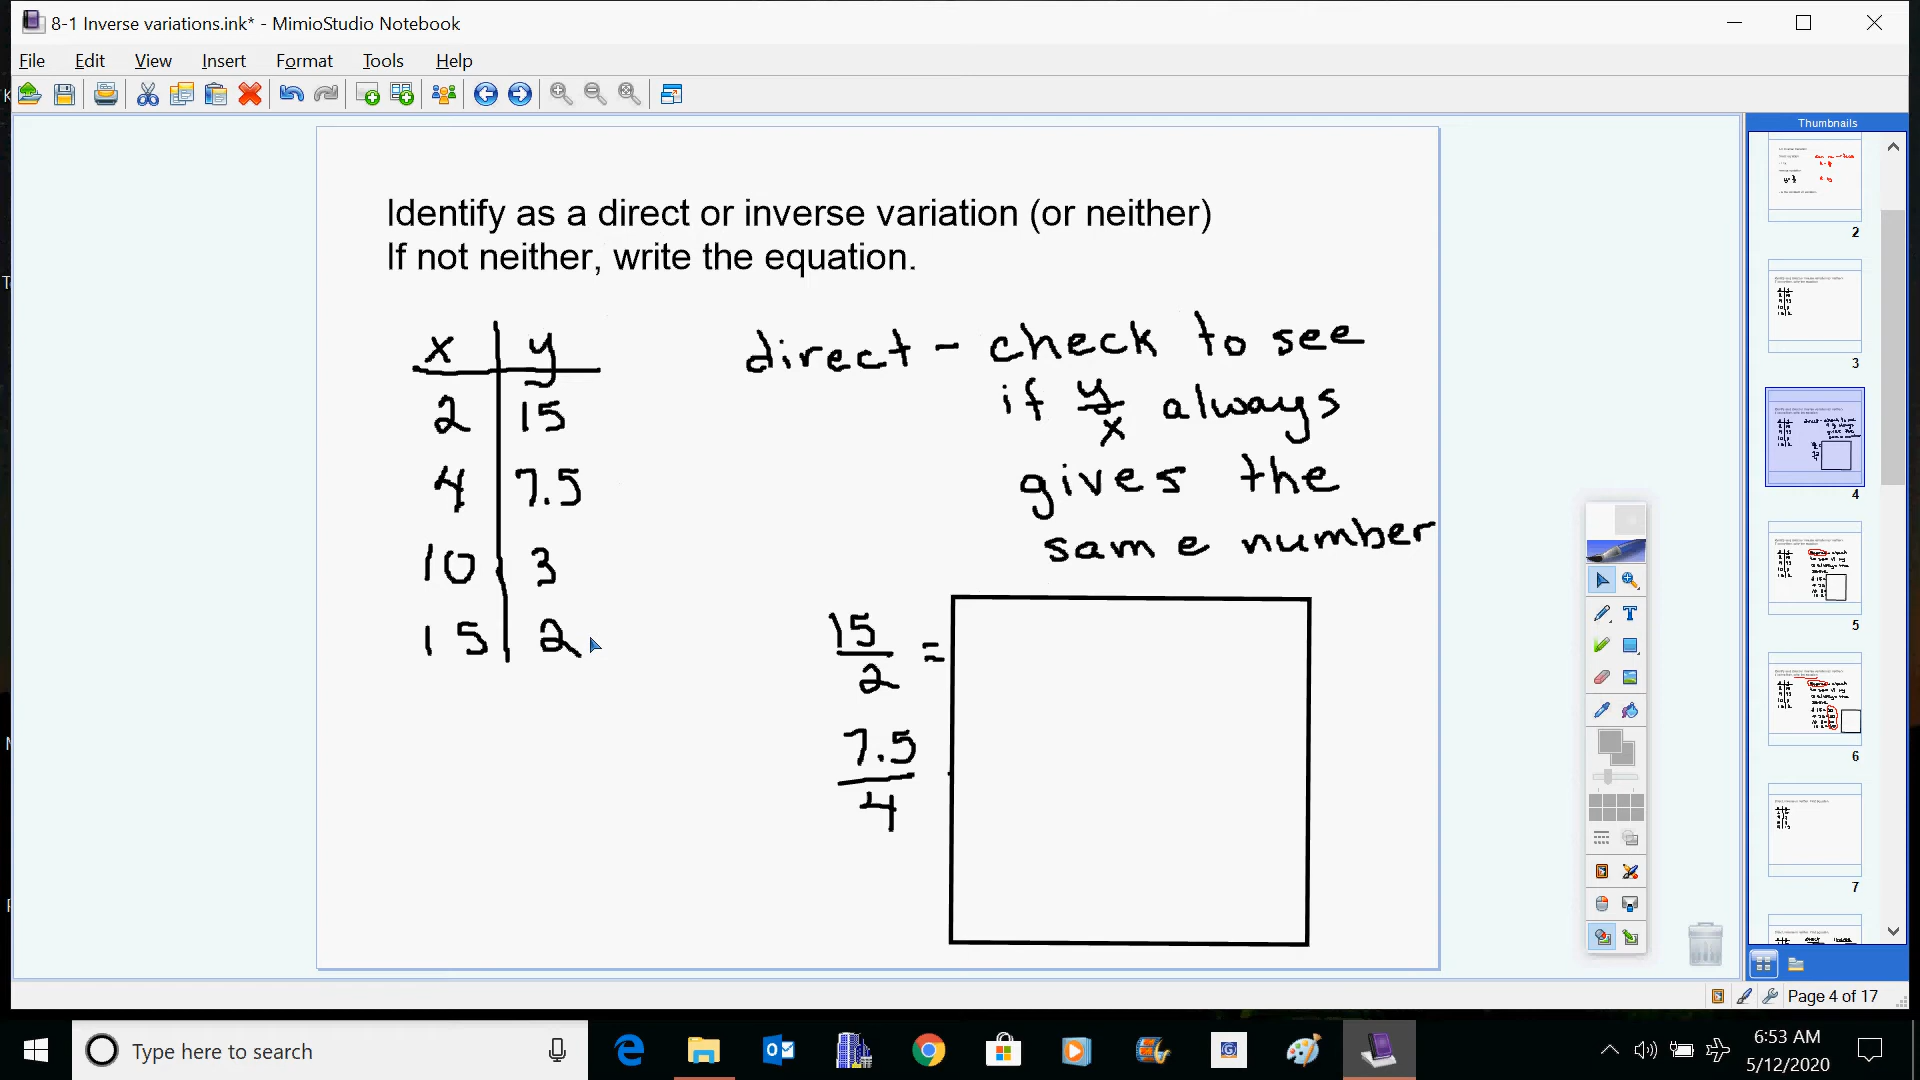 8-1 Inverse variations.ink* - MimioStudio Notebook
File Edit View Insert Format Tools Help
Thumbnails
Identify as a direct or inverse variation (or neither)
If not neither, write the equation.
x y
2 15
4 7.5
10 3
15 2
direct - check to see
if y/x always
gives the
same number
15/2 =
7.5/4
2
3
4
5
6
7
Page 4 of 17
Type here to search
6:53 AM
5/12/2020